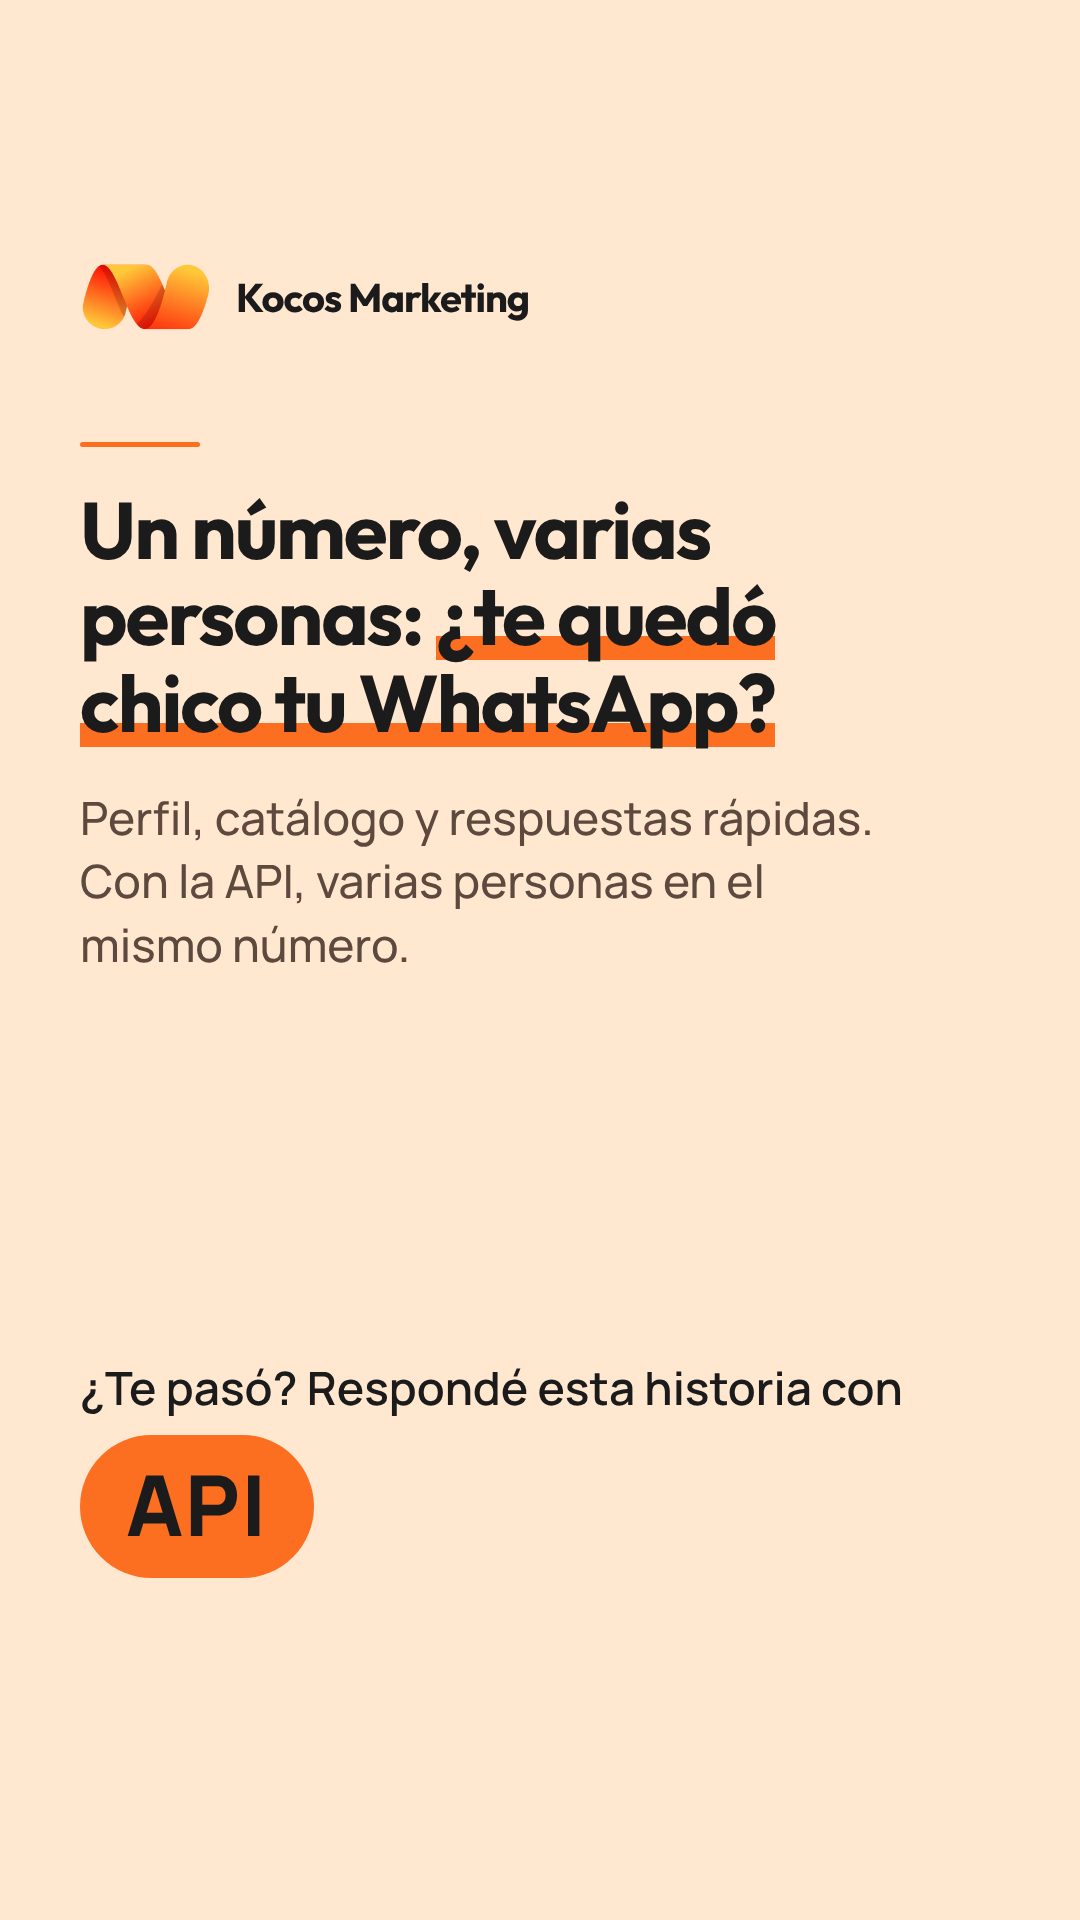 Kocos Marketing
Un número, varias
personas: ¿te quedó
chico tu WhatsApp?
Perfil, catálogo y respuestas rápidas.
Con la API, varias personas en el
mismo número.
¿Te pasó? Respondé esta historia con
API